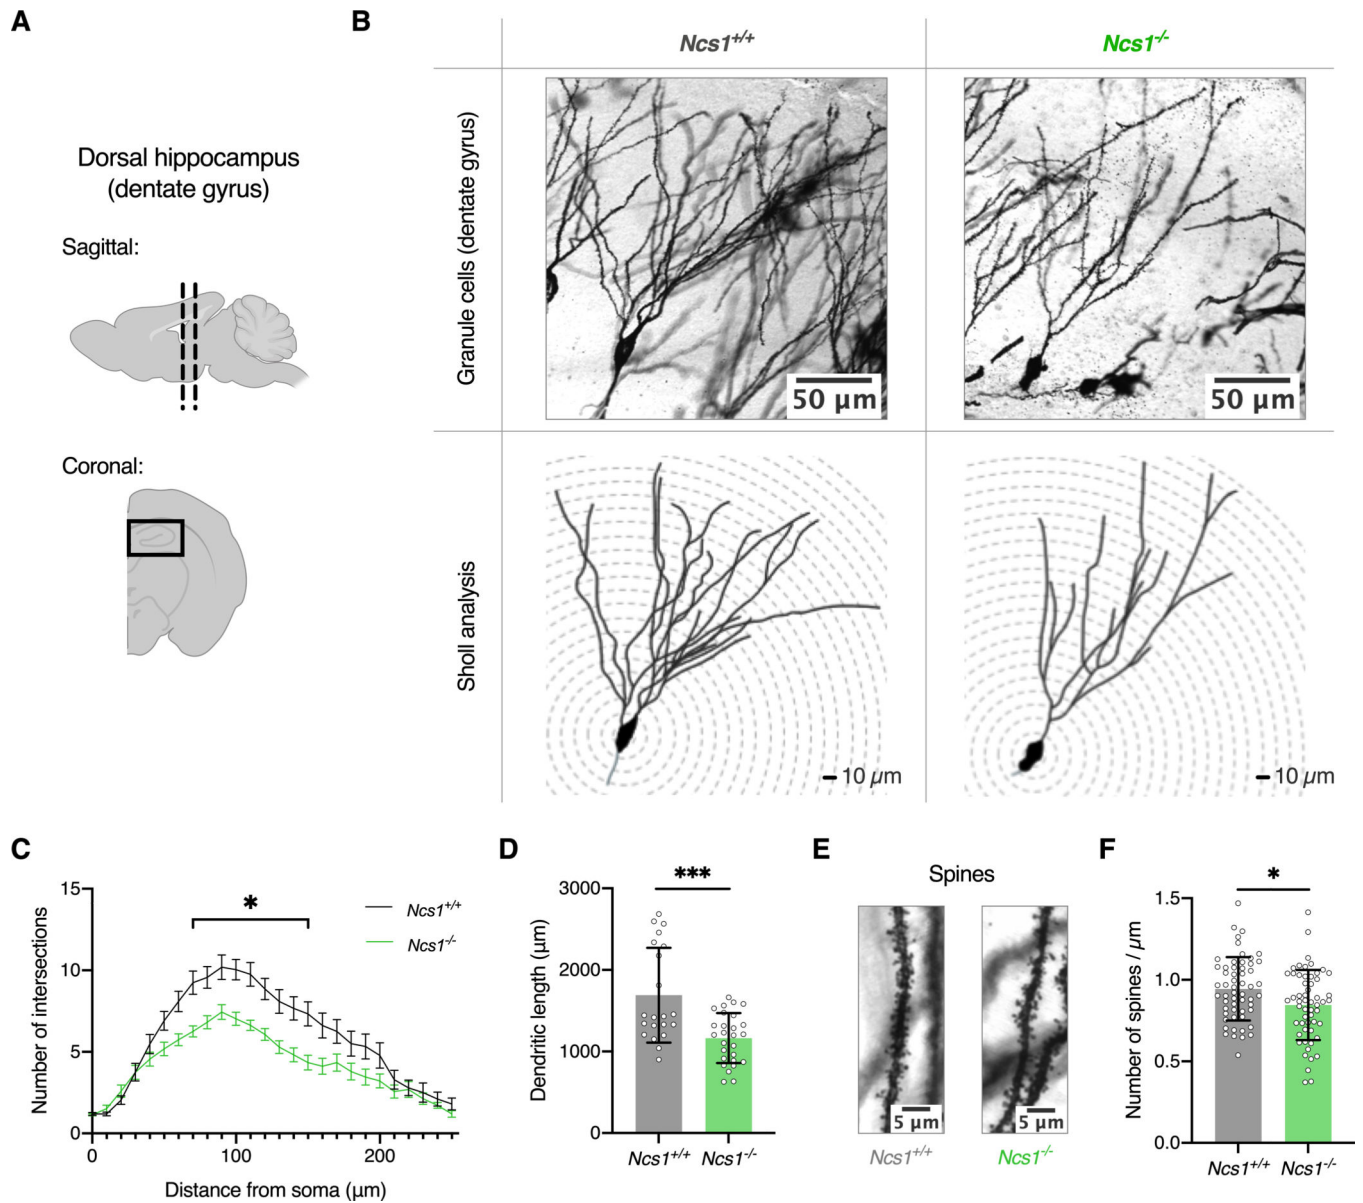 A
Dorsal hippocampus
(dentate gyrus)
Sagittal:
Coronal:
B
Ncs1+/+
Ncs1-/-
Granule cells (dentate gyrus)
50 μm
50 μm
Sholl analysis
10 μm
10 μm
C
Number of intersections
15
10
5
0
*
Ncs1+/+
Ncs1-/-
0
100
200
Distance from soma (μm)
D
Dendritic length (μm)
3000
2000
1000
0
***
Ncs1+/+
Ncs1-/-
E
Spines
5 μm
5 μm
Ncs1+/+
Ncs1-/-
F
Number of spines / μm
1.5
1.0
0.5
0.0
*
Ncs1+/+
Ncs1-/-